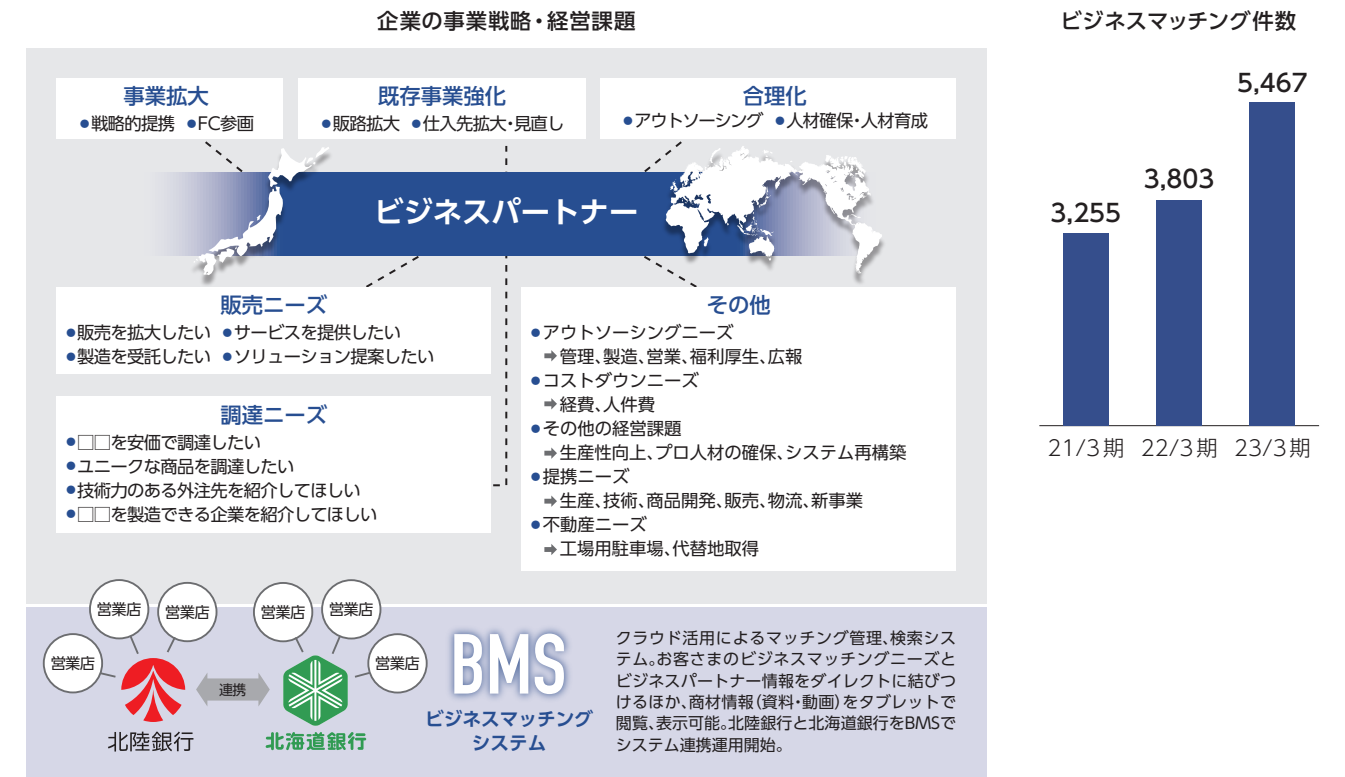 企業の事業戦略・経営課題
事業拡大
●戦略的提携 ●FC参画
既存事業強化
●販路拡大 ●仕入先拡大・見直し
合理化
●アウトソーシング ●人材確保・人材育成
ビジネスパートナー
販売ニーズ
●販売を拡大したい ●サービスを提供したい
●製造を受託したい ●ソリューション提案したい
調達ニーズ
●□□を安価で調達したい
●ユニークな商品を調達したい
●技術力のある外注先を紹介してほしい
●□□を製造できる企業を紹介してほしい
その他
●アウトソーシングニーズ
➡管理、製造、営業、福利厚生、広報
●コストダウンニーズ
➡経費、人件費
●その他の経営課題
➡生産性向上、プロ人材の確保、システム再構築
●提携ニーズ
➡生産、技術、商品開発、販売、物流、新事業
●不動産ニーズ
➡工場用駐車場、代替地取得
営業店
営業店
営業店
北陸銀行
連携
営業店
営業店
営業店
北海道銀行
BMS
ビジネスマッチング
システム
クラウド活用によるマッチング管理、検索シス
テム。お客さまのビジネスマッチングニーズと
ビジネスパートナー情報をダイレクトに結びつ
けるほか、商材情報(資料・動画)をタブレットで
閲覧、表示可能。北陸銀行と北海道銀行をBMSで
システム連携運用開始。
ビジネスマッチング件数
3,255
3,803
5,467
21/3期 22/3期 23/3期